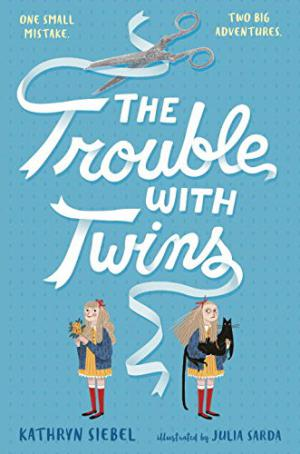 ONE SMALL MISTAKE.
TWO BIG ADVENTURES.
THE
Trouble
WITH
Twins
KATHRYN SIEBEL
illustrated by JULIA SARDA